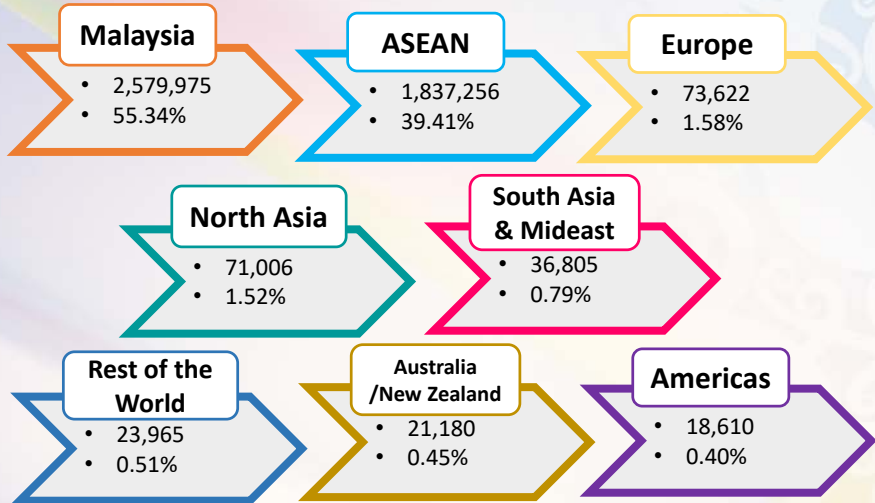 Malaysia
• 2,579,975
• 55.34%
ASEAN
• 1,837,256
• 39.41%
Europe
• 73,622
• 1.58%
North Asia
• 71,006
• 1.52%
South Asia
& Mideast
• 36,805
• 0.79%
Rest of the
World
• 23,965
• 0.51%
Australia
/New Zealand
• 21,180
• 0.45%
Americas
• 18,610
• 0.40%